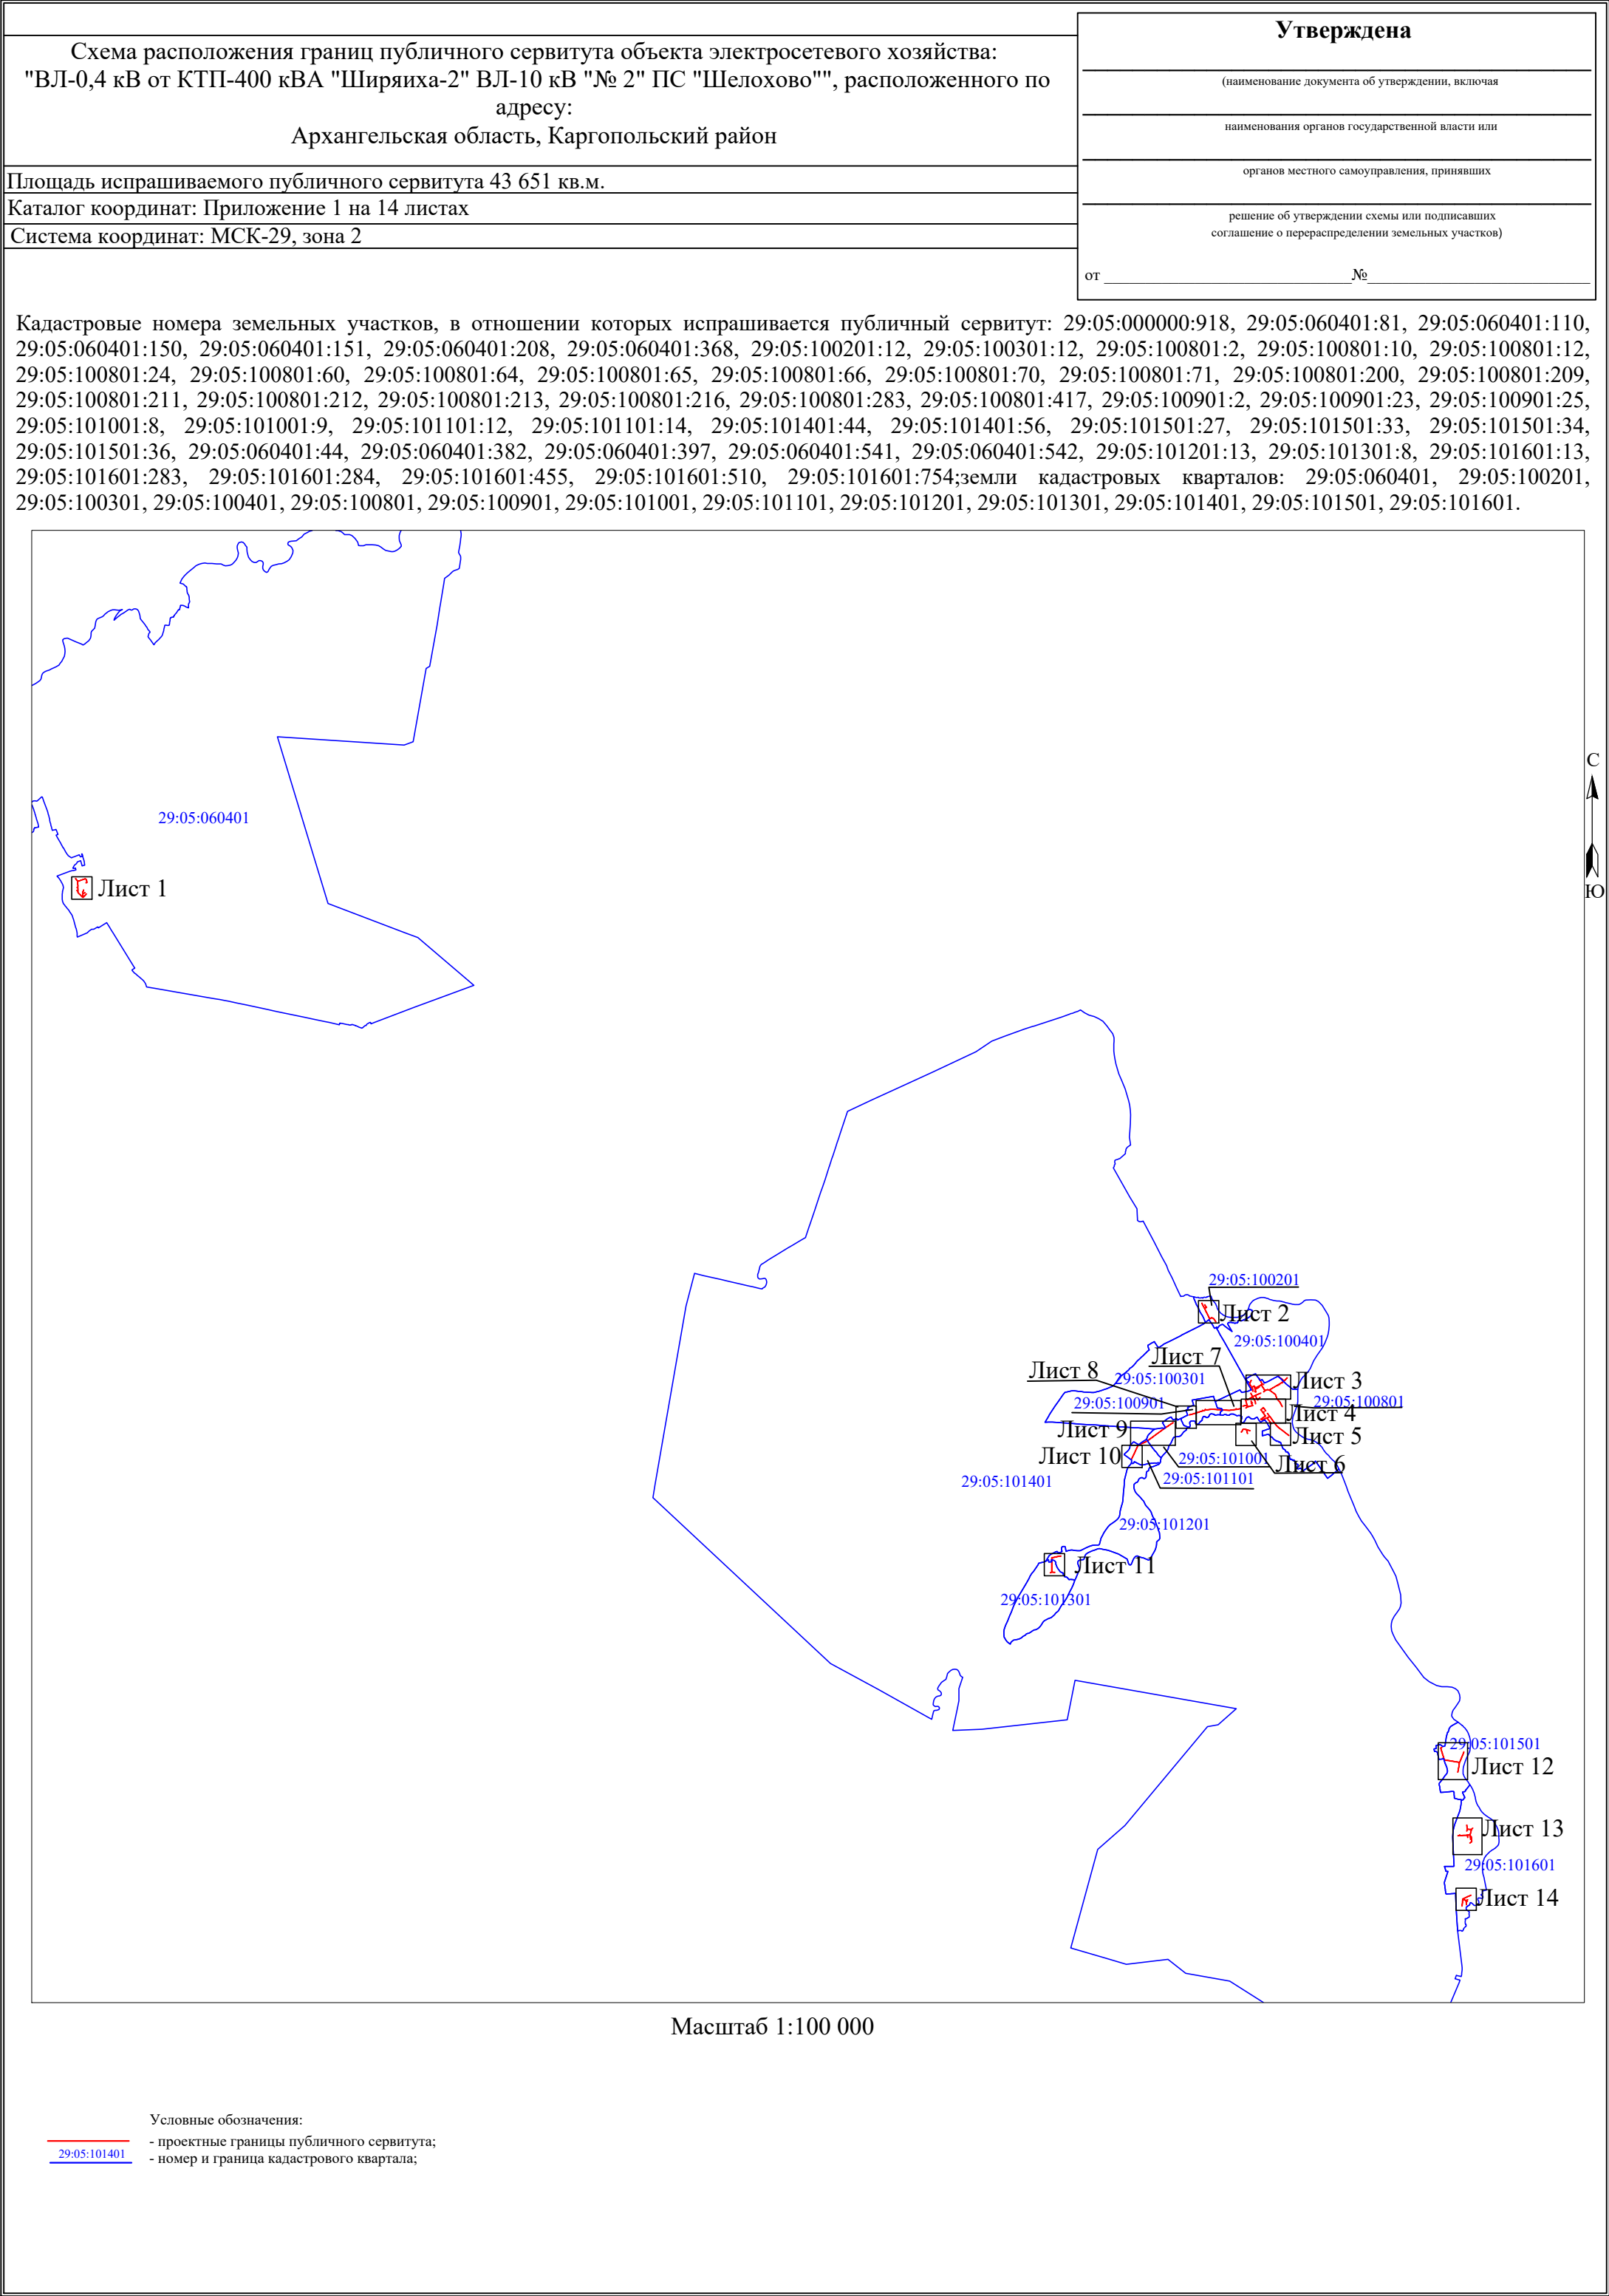 Схема расположения границ публичного сервитута объекта электросетевого хозяйства:
"ВЛ-0,4 кВ от КТП-400 кВА "Ширяиха-2" ВЛ-10 кВ "№ 2" ПС "Шелохово"", расположенного по
адресу:
Архангельская область, Каргопольский район
Площадь испрашиваемого публичного сервитута 43 651 кв.м.
Каталог координат: Приложение 1 на 14 листах
Система координат: МСК-29, зона 2
Утверждена
(наименование документа об утверждении, включая
наименования органов государственной власти или
органов местного самоуправления, принявших
решение об утверждении схемы или подписавших
соглашение о перераспределении земельных участков)
от ______________________________№___________________________
Кадастровые номера земельных участков, в отношении которых испрашивается публичный сервитут: 29:05:000000:918, 29:05:060401:81, 29:05:060401:110,
29:05:060401:150, 29:05:060401:151, 29:05:060401:208, 29:05:060401:368, 29:05:100201:12, 29:05:100301:12, 29:05:100801:2, 29:05:100801:10, 29:05:100801:12,
29:05:100801:24, 29:05:100801:60, 29:05:100801:64, 29:05:100801:65, 29:05:100801:66, 29:05:100801:70, 29:05:100801:71, 29:05:100801:200, 29:05:100801:209,
29:05:100801:211, 29:05:100801:212, 29:05:100801:213, 29:05:100801:216, 29:05:100801:283, 29:05:100801:417, 29:05:100901:2, 29:05:100901:23, 29:05:100901:25,
29:05:101001:8, 29:05:101001:9, 29:05:101101:12, 29:05:101101:14, 29:05:101401:44, 29:05:101401:56, 29:05:101501:27, 29:05:101501:33, 29:05:101501:34,
29:05:101501:36, 29:05:060401:44, 29:05:060401:382, 29:05:060401:397, 29:05:060401:541, 29:05:060401:542, 29:05:101201:13, 29:05:101301:8, 29:05:101601:13,
29:05:101601:283, 29:05:101601:284, 29:05:101601:455, 29:05:101601:510, 29:05:101601:754;земли кадастровых кварталов: 29:05:060401, 29:05:100201,
29:05:100301, 29:05:100401, 29:05:100801, 29:05:100901, 29:05:101001, 29:05:101101, 29:05:101201, 29:05:101301, 29:05:101401, 29:05:101501, 29:05:101601.
С
Ю
29:05:060401
Лист 1
29:05:100201
Лист 2
29:05:100401
Лист 7
Лист 8
29:05:100301
Лист 3
29:05:100901
29:05:100801
Лист 4
Лист 9
Лист 5
Лист 10
29:05:101001
Лист 6
29:05:101401
29:05:101101
29:05:101201
Лист 11
29:05:101301
29:05:101501
Лист 12
Лист 13
29:05:101601
Лист 14
Масштаб 1:100 000
Условные обозначения:
- проектные границы публичного сервитута;
29:05:101401
- номер и граница кадастрового квартала;